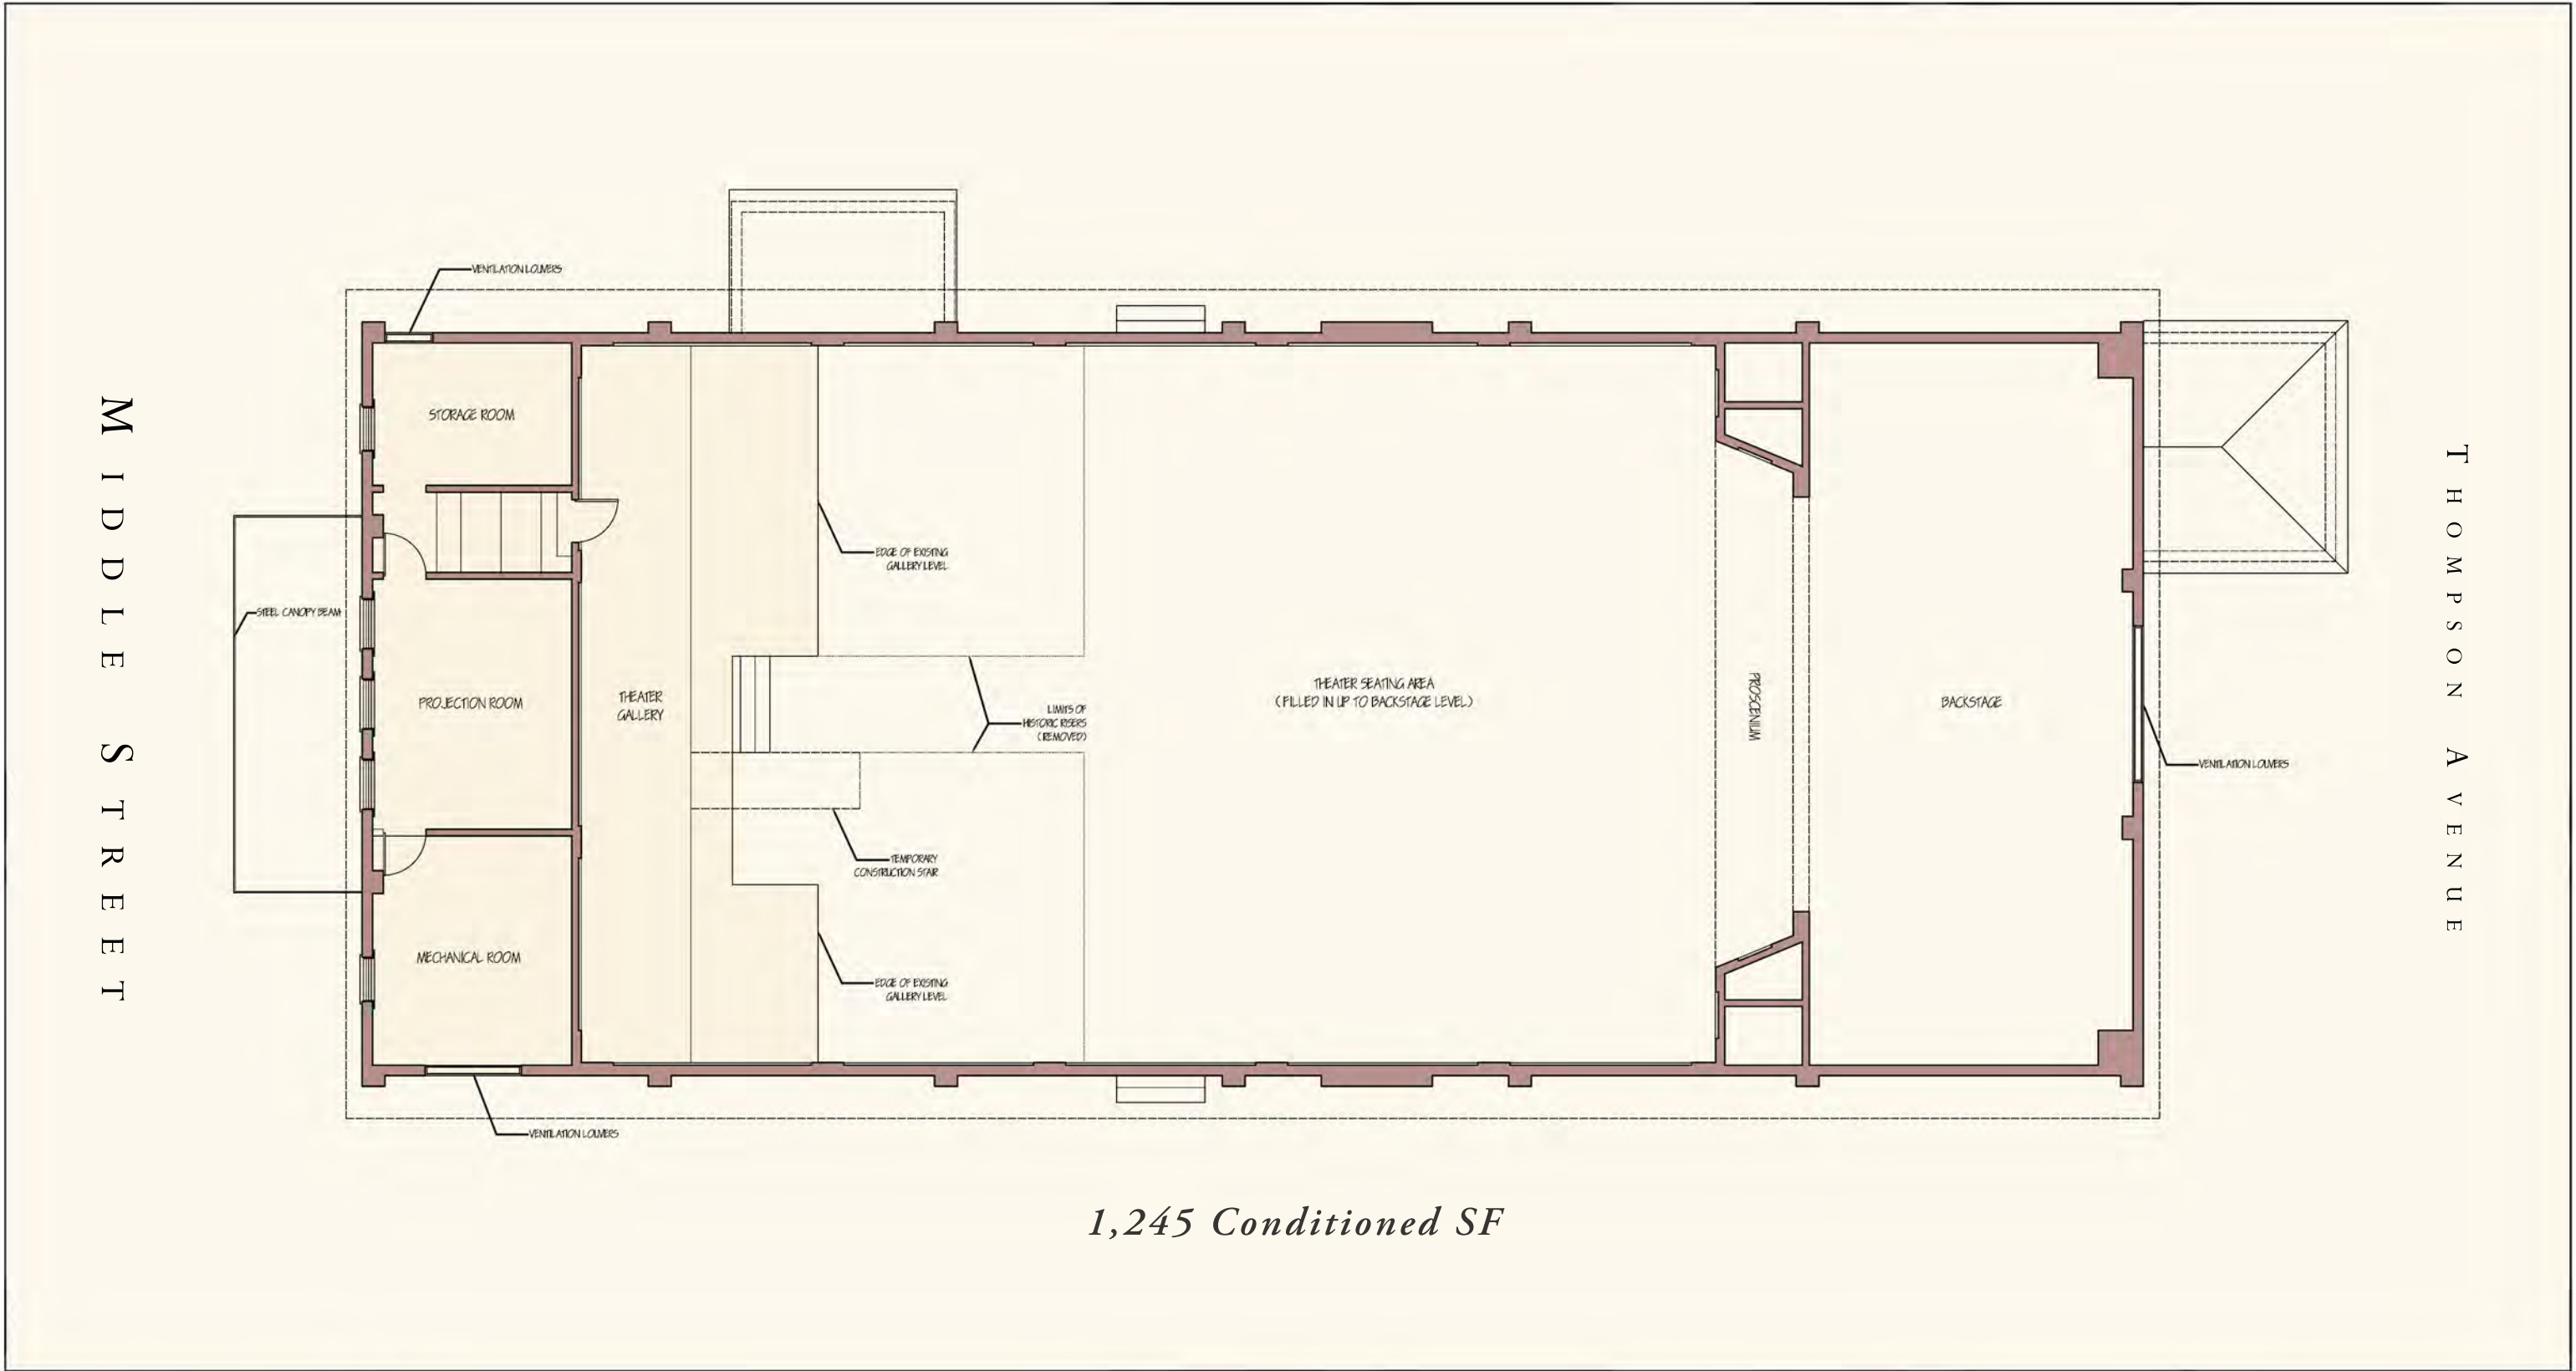 MIDDLE STREET
VENTILATION LOUVERS
STORAGE ROOM
EDGE OF EXISTING
GALLERY LEVEL
STEEL CANOPY BEAM
PROJECTION ROOM
THEATER
GALLERY
LIMITS OF
HISTORIC RISERS
(REMOVED)
THEATER SEATING AREA
(FILLED IN UP TO BACKSTAGE LEVEL)
PROSCENIUM
BACKSTAGE
VENTILATION LOUVERS
THOMPSON AVENUE
TEMPORARY
CONSTRUCTION STAIR
MECHANICAL ROOM
EDGE OF EXISTING
GALLERY LEVEL
VENTILATION LOUVERS
1,245 Conditioned SF